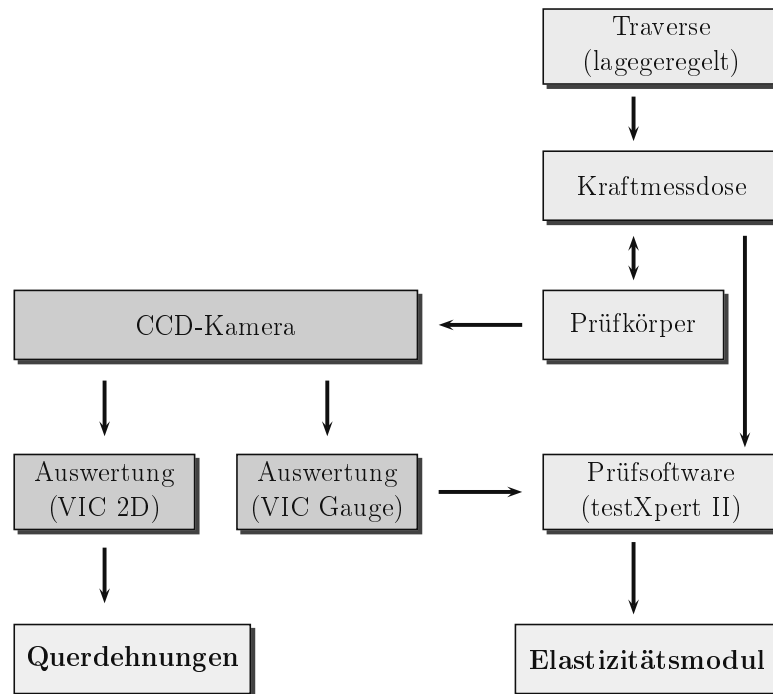 Traverse
(lagegeregelt)
Kraftmessdose
CCD-Kamera
Prüfkörper
Auswertung
(VIC 2D)
Auswertung
(VIC Gauge)
Prüfsoftware
(testXpert II)
Querdehnungen
Elastizitätsmodul